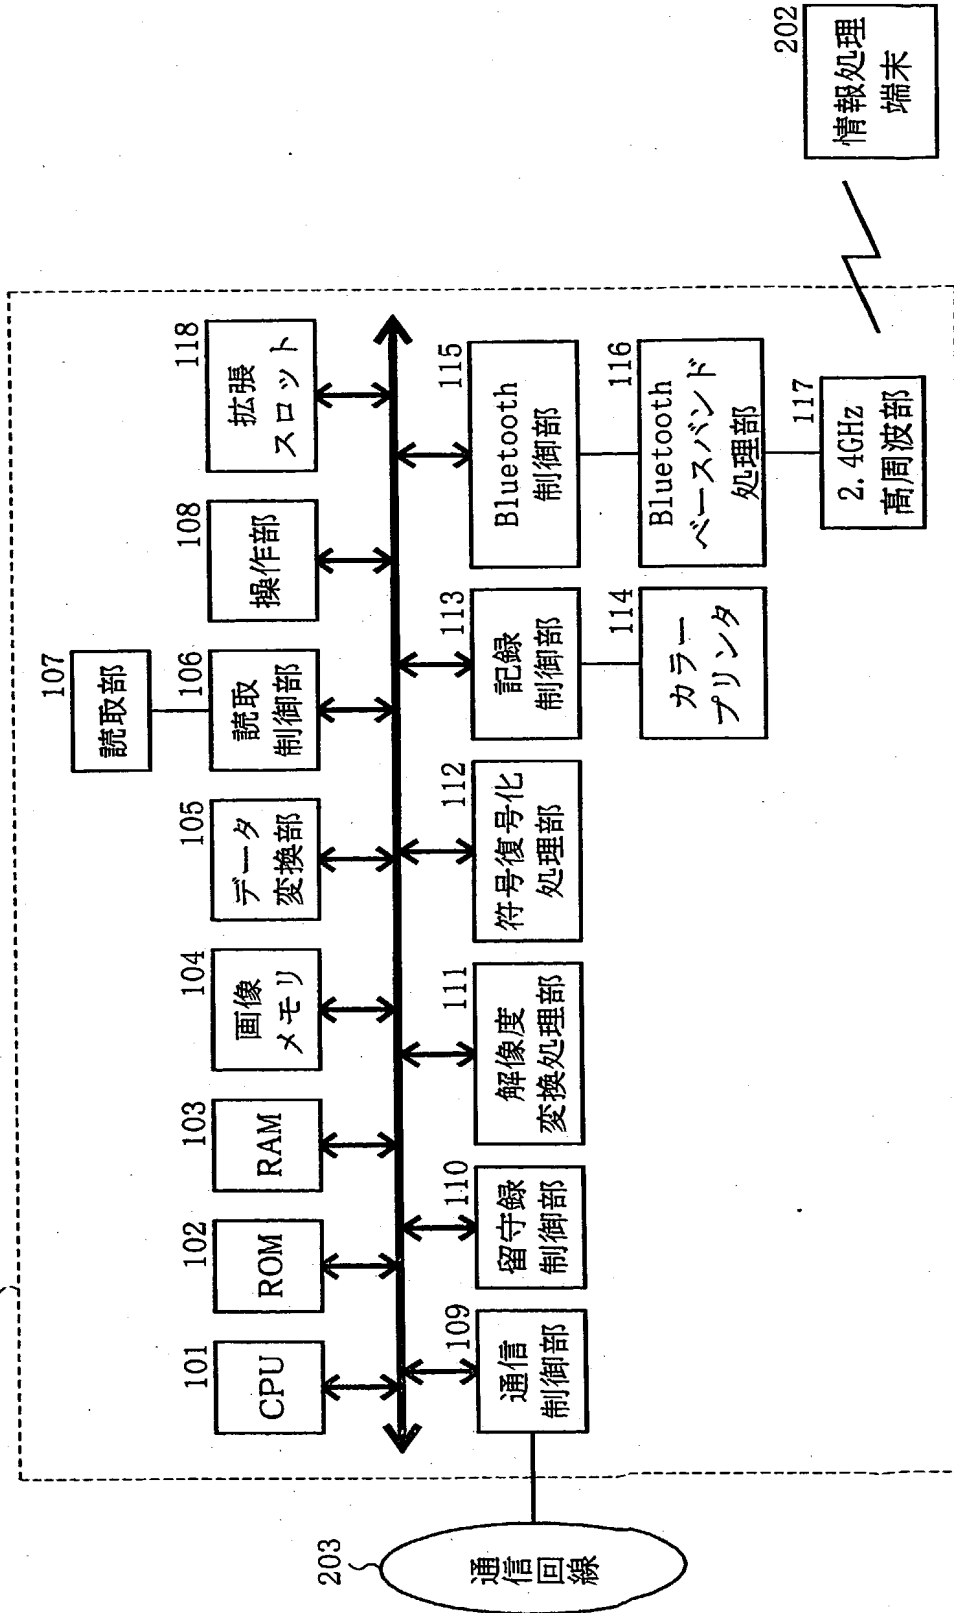 107
読取部
101
CPU
102
ROM
103
RAM
104
画像
メモリ
105
データ
変換部
106
読取
制御部
108
操作部
118
拡張
スロット
203
通信
回線
109
通信
制御部
110
留守録
制御部
111
解像度
変換処理部
112
符号復号化
処理部
113
記録
制御部
115
Bluetooth
制御部
114
カラー
プリンタ
116
Bluetooth
ベースバンド
処理部
117
2.4GHz
高周波部
202
情報処理
端末